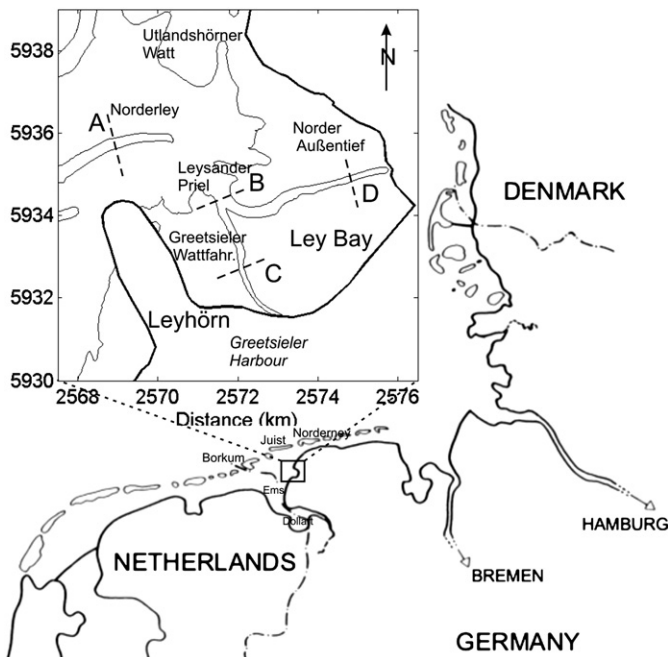 5938
5936
5934
5932
5930
2568
2570
2572
2574
2576
Distance (km)
Utlandshörner
Watt
N
A
Norderley
Norder
Außentief
Leysander
Priel
B
D
Greetsieler
Wattfahr.
Ley Bay
C
Leyhörn
Greetsieler
Harbour
DENMARK
Norderney
Juist
Borkum
Ems
Dollart
NETHERLANDS
HAMBURG
BREMEN
GERMANY